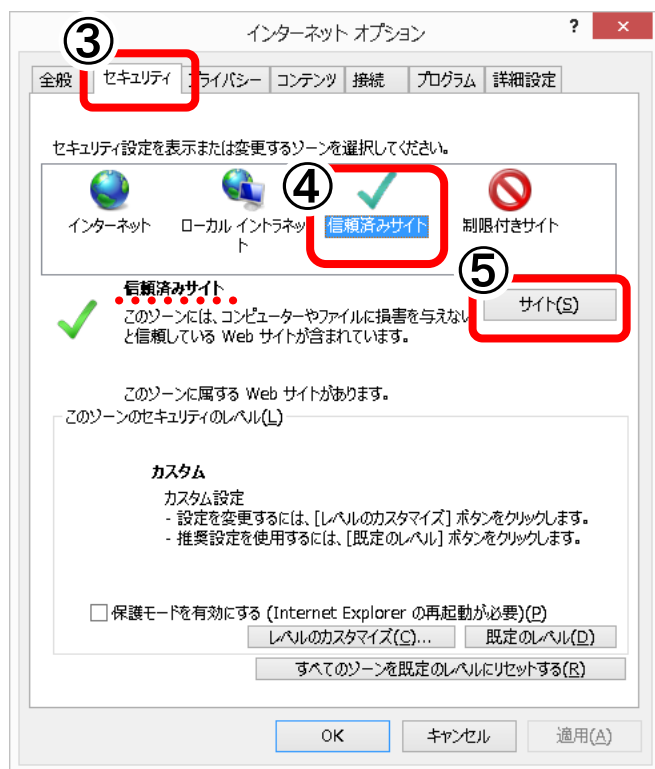 ③
インターネット オプション
? ×
全般 セキュリティ プライバシー コンテンツ 接続 プログラム 詳細設定
セキュリティ設定を表示または変更するゾーンを選択してください。
④
インターネット ローカル イントラネット 信頼済みサイト 制限付きサイト
⑤
信頼済みサイト
サイト(S)
このゾーンには、コンピューターやファイルに損害を与えない
と信頼している Web サイトが含まれています。
このゾーンに属する Web サイトがあります。
このゾーンのセキュリティのレベル(L)
カスタム
カスタム設定
- 設定を変更するには、[レベルのカスタマイズ] ボタンをクリックします。
- 推奨設定を使用するには、[既定のレベル] ボタンをクリックします。
保護モードを有効にする (Internet Explorer の再起動が必要)(P)
レベルのカスタマイズ(C)... 既定のレベル(D)
すべてのゾーンを既定のレベルにリセットする(R)
OK キャンセル 適用(A)